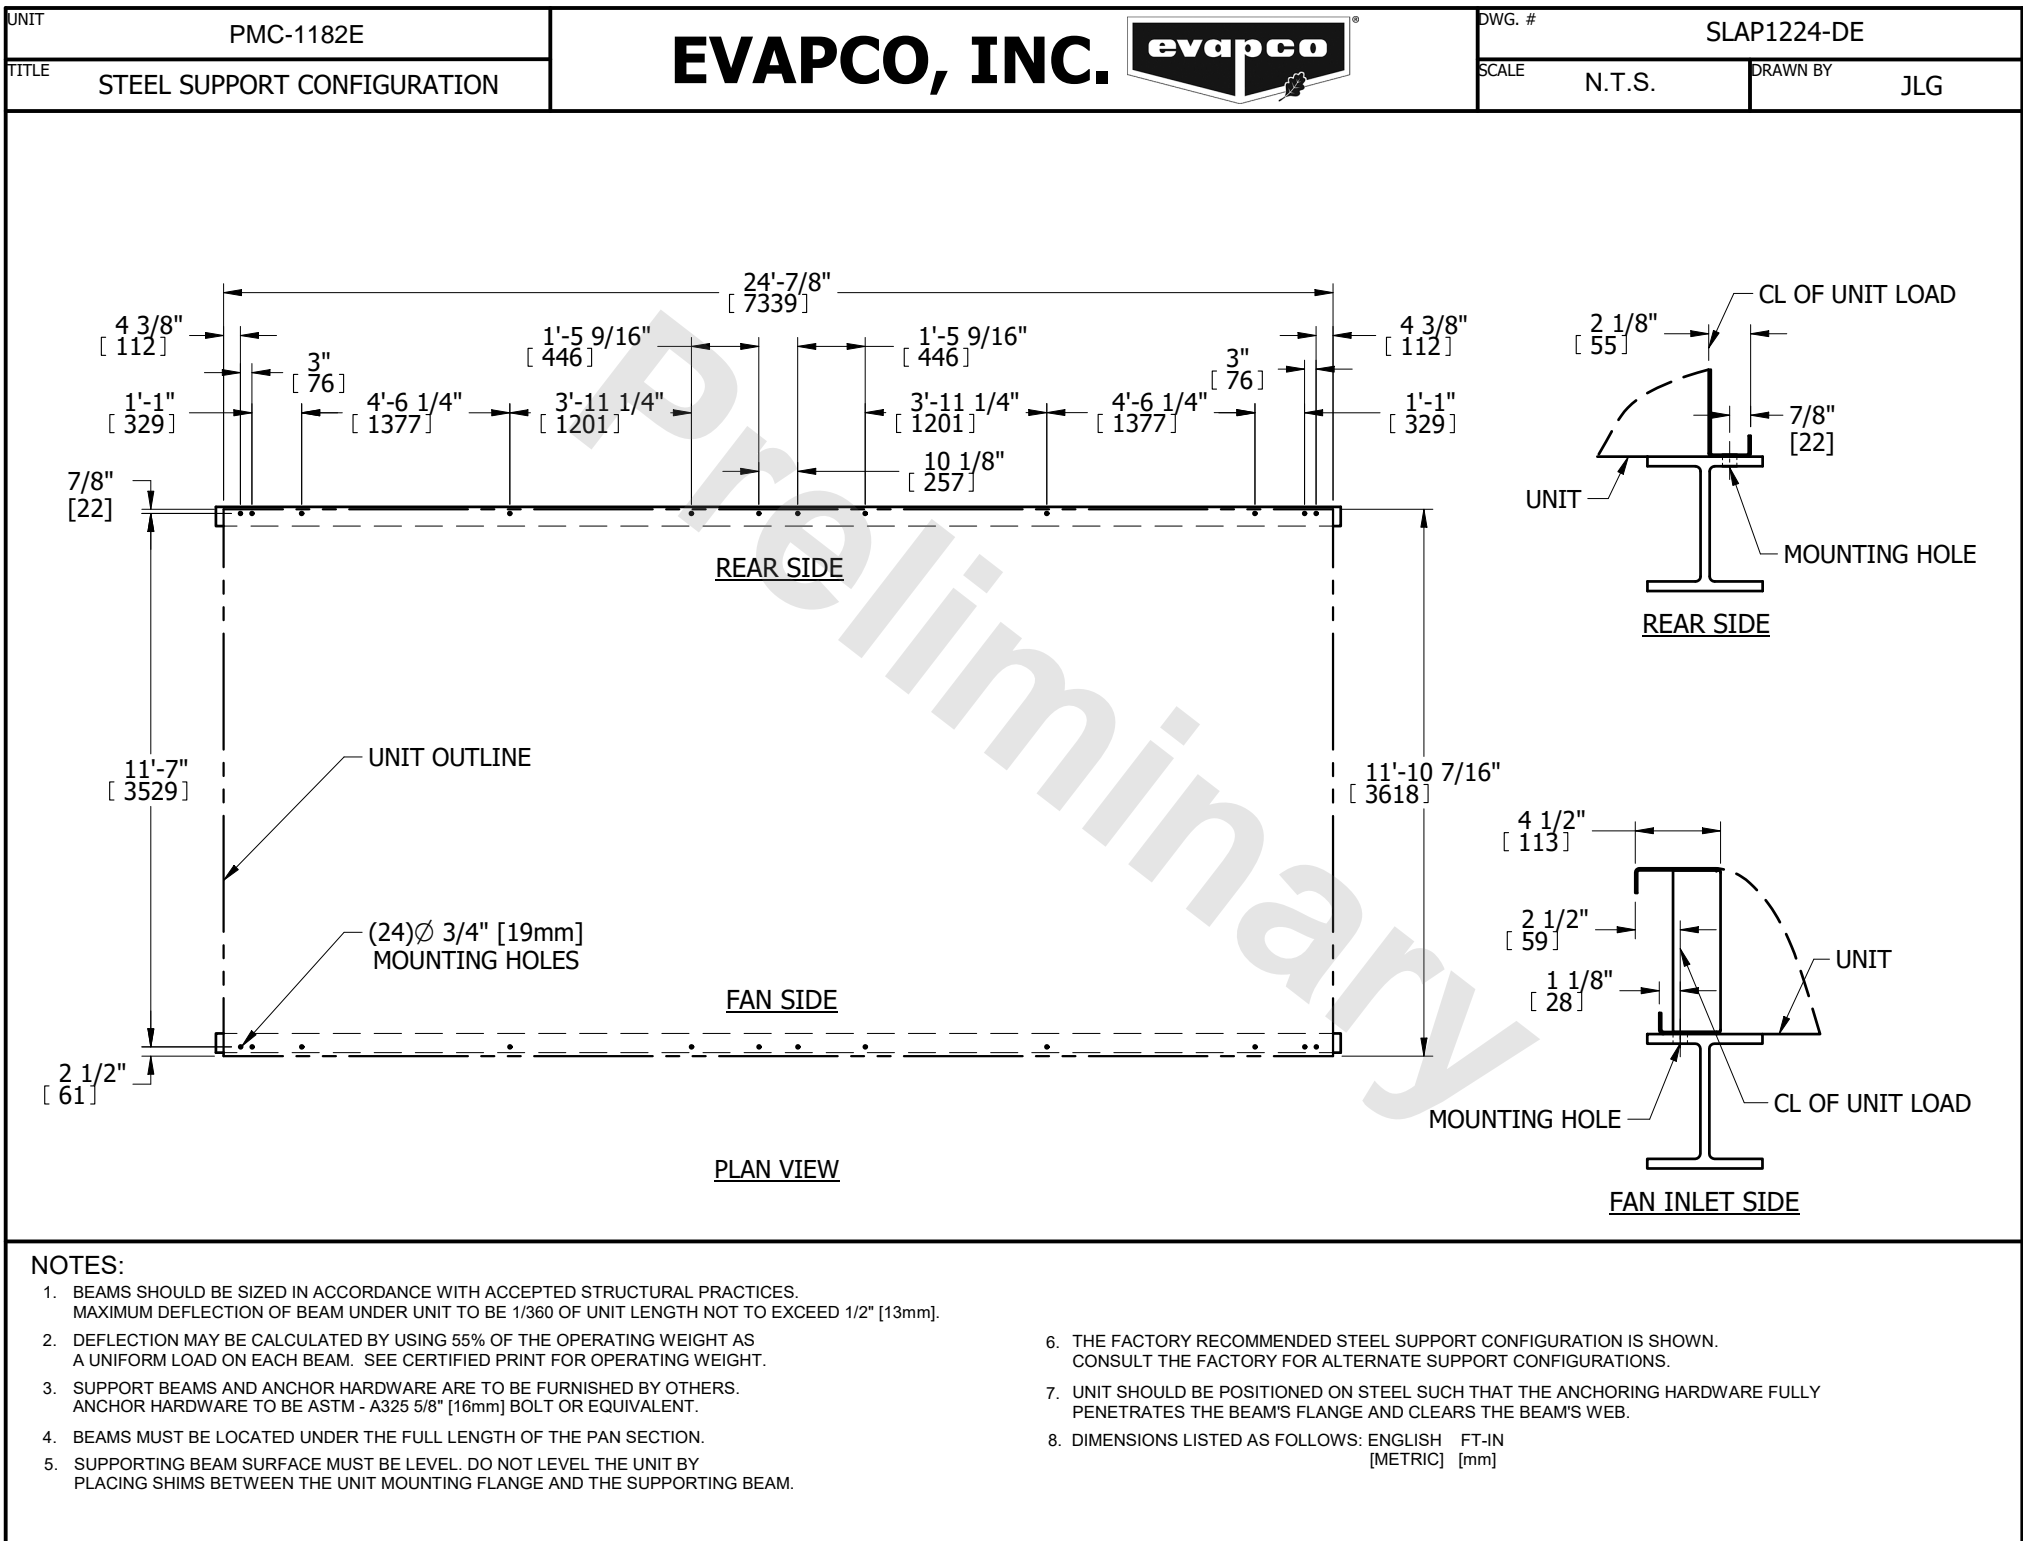 UNIT
PMC-1182E
TITLE
STEEL SUPPORT CONFIGURATION
EVAPCO, INC.
evapco
®
DWG. #
SLAP1224-DE
SCALE
N.T.S.
DRAWN BY
JLG
24'-7/8"
[ 7339]
4 3/8"
[ 112]
3"
[ 76]
1'-5 9/16"
[ 446]
1'-5 9/16"
[ 446]
3"
[ 76]
4 3/8"
[ 112]
1'-1"
[ 329]
4'-6 1/4"
[ 1377]
3'-11 1/4"
[ 1201]
3'-11 1/4"
[ 1201]
4'-6 1/4"
[ 1377]
1'-1"
[ 329]
10 1/8"
[ 257]
7/8"
[22]
REAR SIDE
UNIT OUTLINE
11'-7"
[ 3529]
11'-10 7/16"
[ 3618]
(24)Ø 3/4" [19mm]
MOUNTING HOLES
FAN SIDE
2 1/2"
[ 61]
PLAN VIEW
Preliminary
CL OF UNIT LOAD
2 1/8"
[ 55]
7/8"
[22]
UNIT
MOUNTING HOLE
REAR SIDE
4 1/2"
[ 113]
2 1/2"
[ 59]
1 1/8"
[ 28]
UNIT
CL OF UNIT LOAD
MOUNTING HOLE
FAN INLET SIDE
NOTES:
1. BEAMS SHOULD BE SIZED IN ACCORDANCE WITH ACCEPTED STRUCTURAL PRACTICES.
MAXIMUM DEFLECTION OF BEAM UNDER UNIT TO BE 1/360 OF UNIT LENGTH NOT TO EXCEED 1/2" [13mm].
2. DEFLECTION MAY BE CALCULATED BY USING 55% OF THE OPERATING WEIGHT AS
A UNIFORM LOAD ON EACH BEAM. SEE CERTIFIED PRINT FOR OPERATING WEIGHT.
3. SUPPORT BEAMS AND ANCHOR HARDWARE ARE TO BE FURNISHED BY OTHERS.
ANCHOR HARDWARE TO BE ASTM - A325 5/8" [16mm] BOLT OR EQUIVALENT.
4. BEAMS MUST BE LOCATED UNDER THE FULL LENGTH OF THE PAN SECTION.
5. SUPPORTING BEAM SURFACE MUST BE LEVEL. DO NOT LEVEL THE UNIT BY
PLACING SHIMS BETWEEN THE UNIT MOUNTING FLANGE AND THE SUPPORTING BEAM.
6. THE FACTORY RECOMMENDED STEEL SUPPORT CONFIGURATION IS SHOWN.
CONSULT THE FACTORY FOR ALTERNATE SUPPORT CONFIGURATIONS.
7. UNIT SHOULD BE POSITIONED ON STEEL SUCH THAT THE ANCHORING HARDWARE FULLY
PENETRATES THE BEAM'S FLANGE AND CLEARS THE BEAM'S WEB.
8. DIMENSIONS LISTED AS FOLLOWS: ENGLISH FT-IN
[METRIC] [mm]